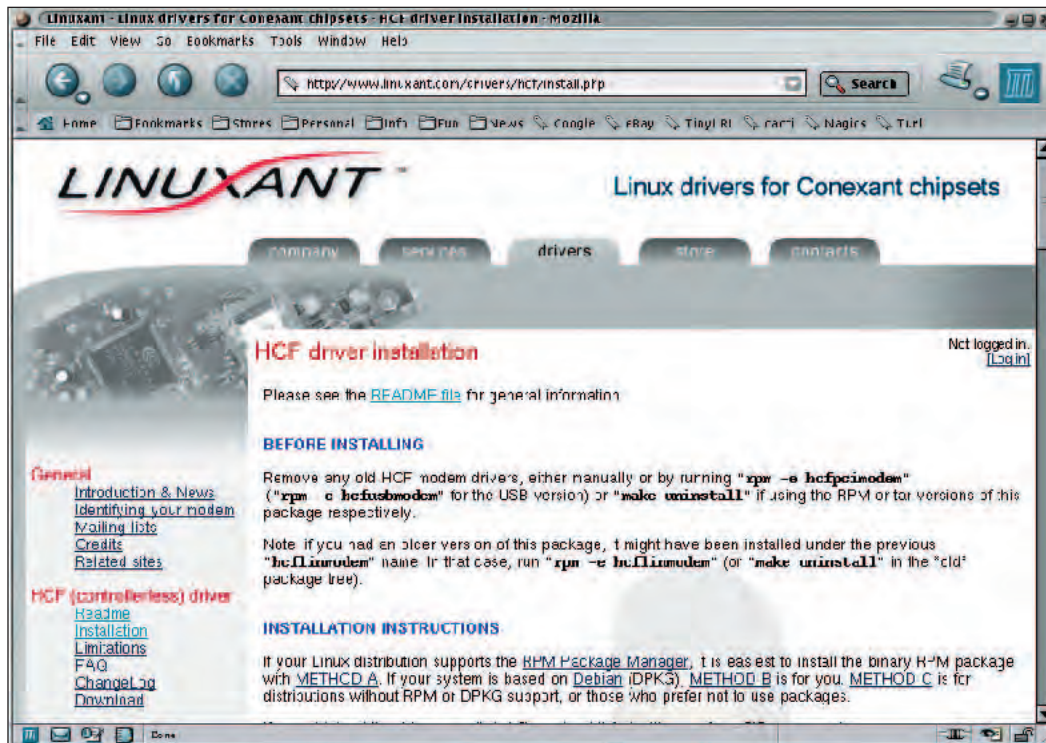 Linuxant - Linux drivers for Conexant chipsets - HCF driver installation - Mozilla
File Edit View Go Bookmarks Tools Window Help
http://www.linuxant.com/drivers/hcf/install.php
Search
Home Bookmarks Stores Personal Info Fun News Google eBay TinyURL cacti Nagios
LINUXANT™
Linux drivers for Conexant chipsets
company services drivers store contacts
HCF driver installation
Not logged in.
[Log in]
Please see the README file for general information
BEFORE INSTALLING
Remove any old HCF modem drivers, either manually or by running "rpm -e hcfpcimodem"
("rpm -e hcfusbmodem" for the USB version) or "make uninstall" if using the RPM or tar versions of this
package respectively.
Note: if you had an older version of this package, it might have been installed under the previous
"hcflinmodem" name. In that case, run "rpm -e hcflinmodem" (or "make uninstall" in the "old"
package tree).
INSTALLATION INSTRUCTIONS
If your Linux distribution supports the RPM Package Manager, it is easiest to install the binary RPM package
with METHOD A. If your system is based on Debian (DPKG), METHOD B is for you. METHOD C is for
distributions without RPM or DPKG support, or those who prefer not to use packages.
General
Introduction & News
Identifying your modem
Mailing lists
Credits
Related sites
HCF (controllerless) driver
Readme
Installation
Limitations
FAQ
ChangeLog
Download
Done